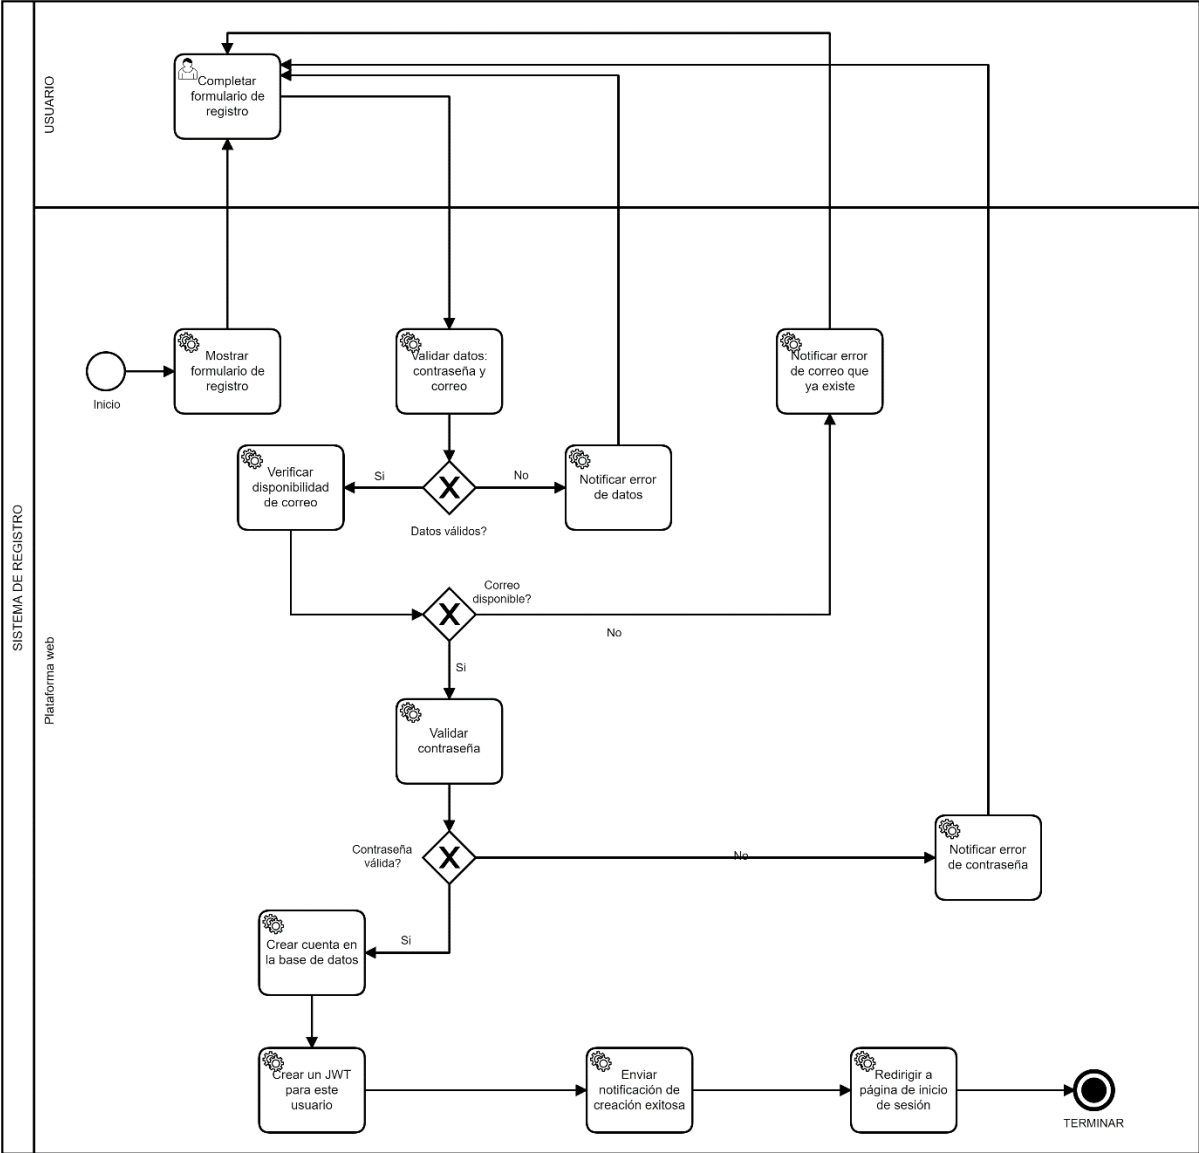 SISTEMA DE REGISTRO
USUARIO
Completar
formulario de
registro
Plataforma web
Inicio
Mostrar
formulario de
registro
Validar datos:
contraseña y
correo
Notificar error
de correo que
ya existe
Verificar
disponibilidad
de correo
Si
Datos válidos?
No
Notificar error
de datos
Correo
disponible?
No
Si
Validar
contraseña
Contraseña
válida?
No
Notificar error
de contraseña
Si
Crear cuenta en
la base de datos
Crear un JWT
para este
usuario
Enviar
notificación de
creación exitosa
Redirigir a
página de inicio
de sesión
TERMINAR